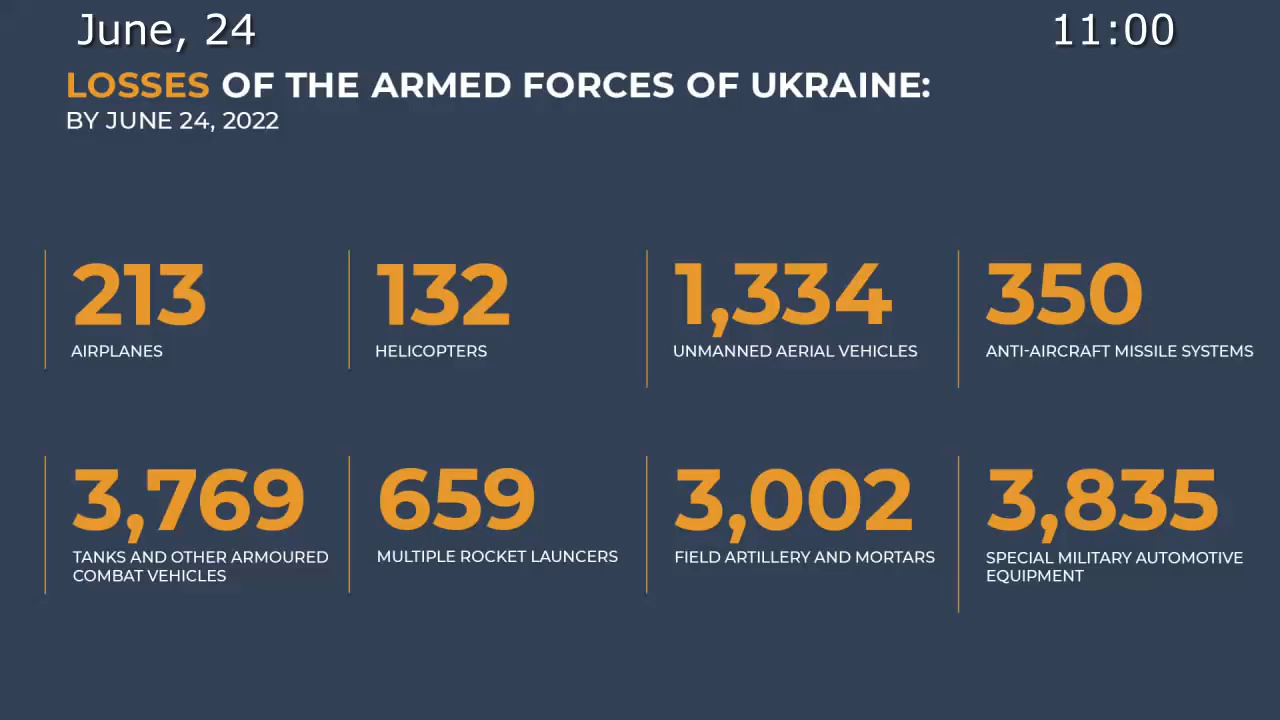 June, 24
11:00
LOSSES OF THE ARMED FORCES OF UKRAINE:
BY JUNE 24, 2022
213
AIRPLANES
132
HELICOPTERS
1,334
UNMANNED AERIAL VEHICLES
350
ANTI-AIRCRAFT MISSILE SYSTEMS
3,769
TANKS AND OTHER ARMOURED
COMBAT VEHICLES
659
MULTIPLE ROCKET LAUNCERS
3,002
FIELD ARTILLERY AND MORTARS
3,835
SPECIAL MILITARY AUTOMOTIVE
EQUIPMENT